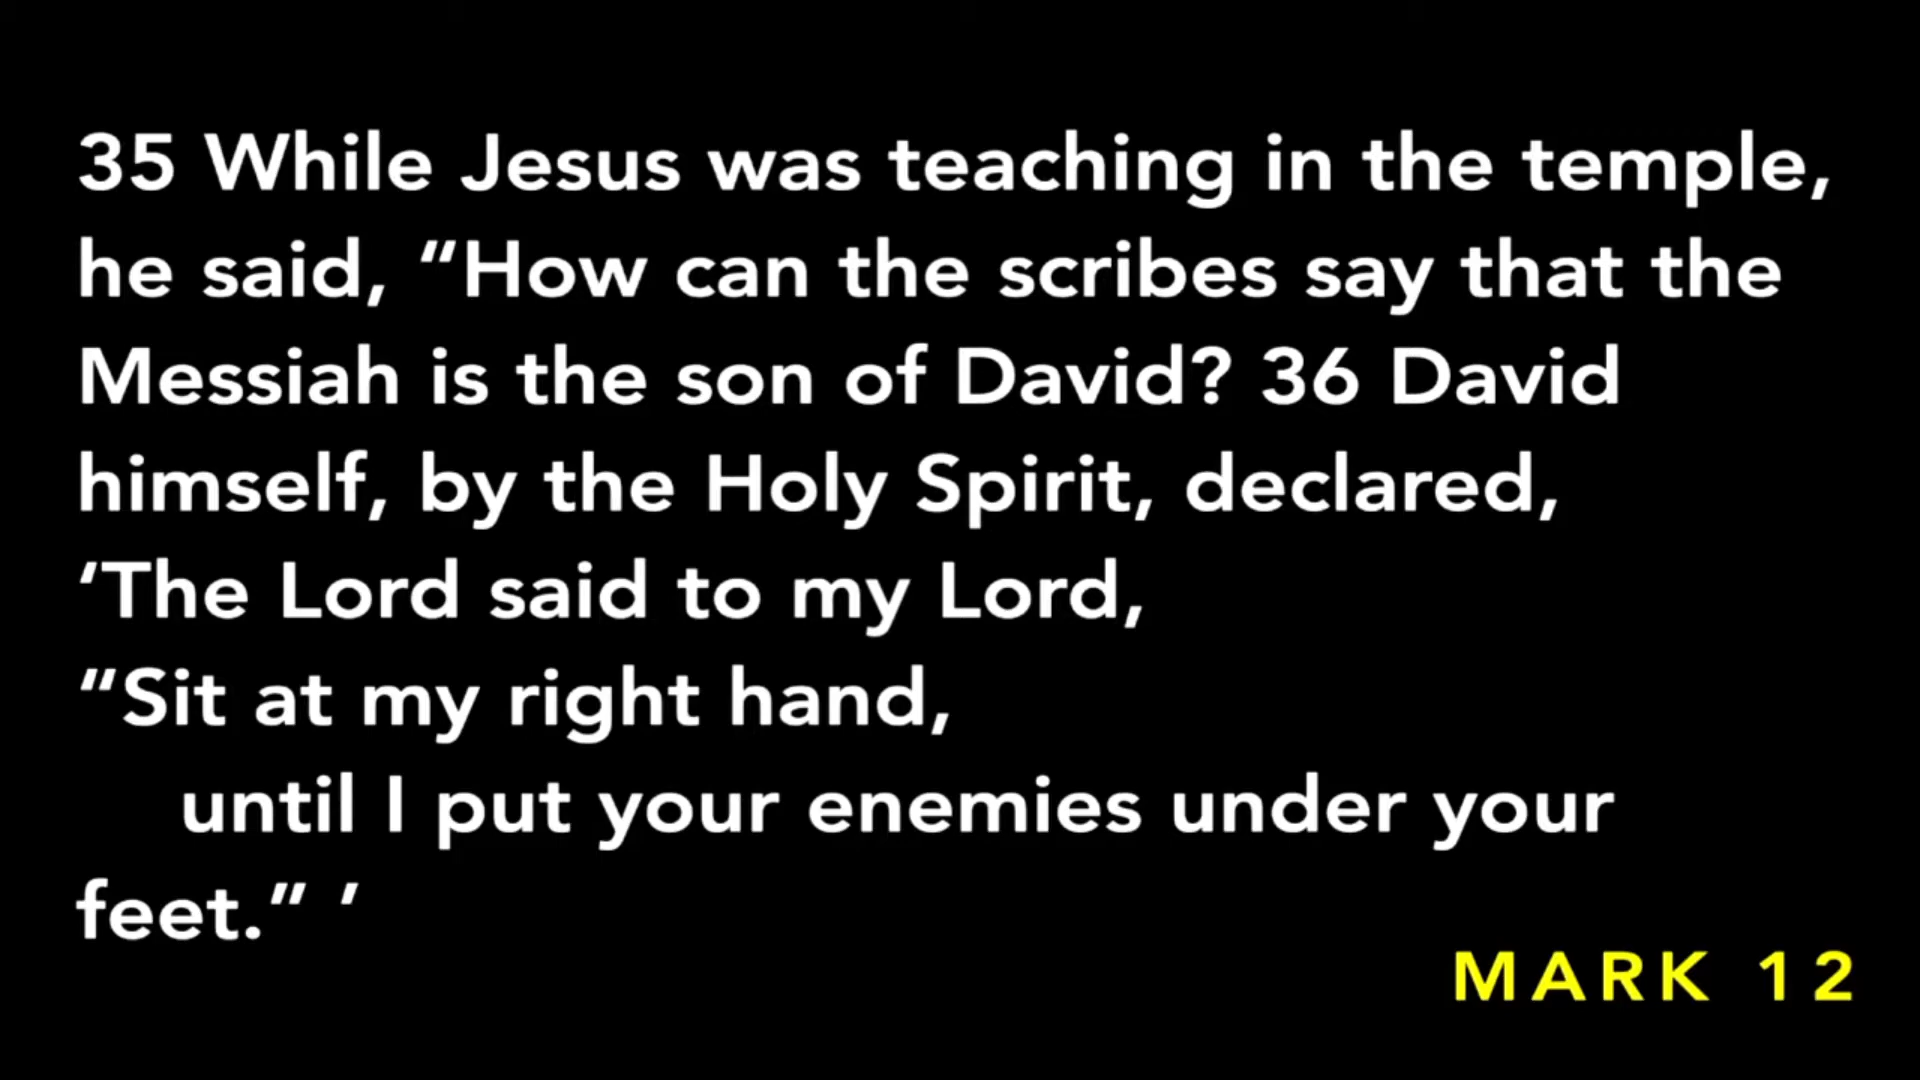 35 While Jesus was teaching in the temple,
he said, “How can the scribes say that the
Messiah is the son of David? 36 David
himself, by the Holy Spirit, declared,
‘The Lord said to my Lord,
“Sit at my right hand,
until I put your enemies under your
feet.” ’
MARK 12